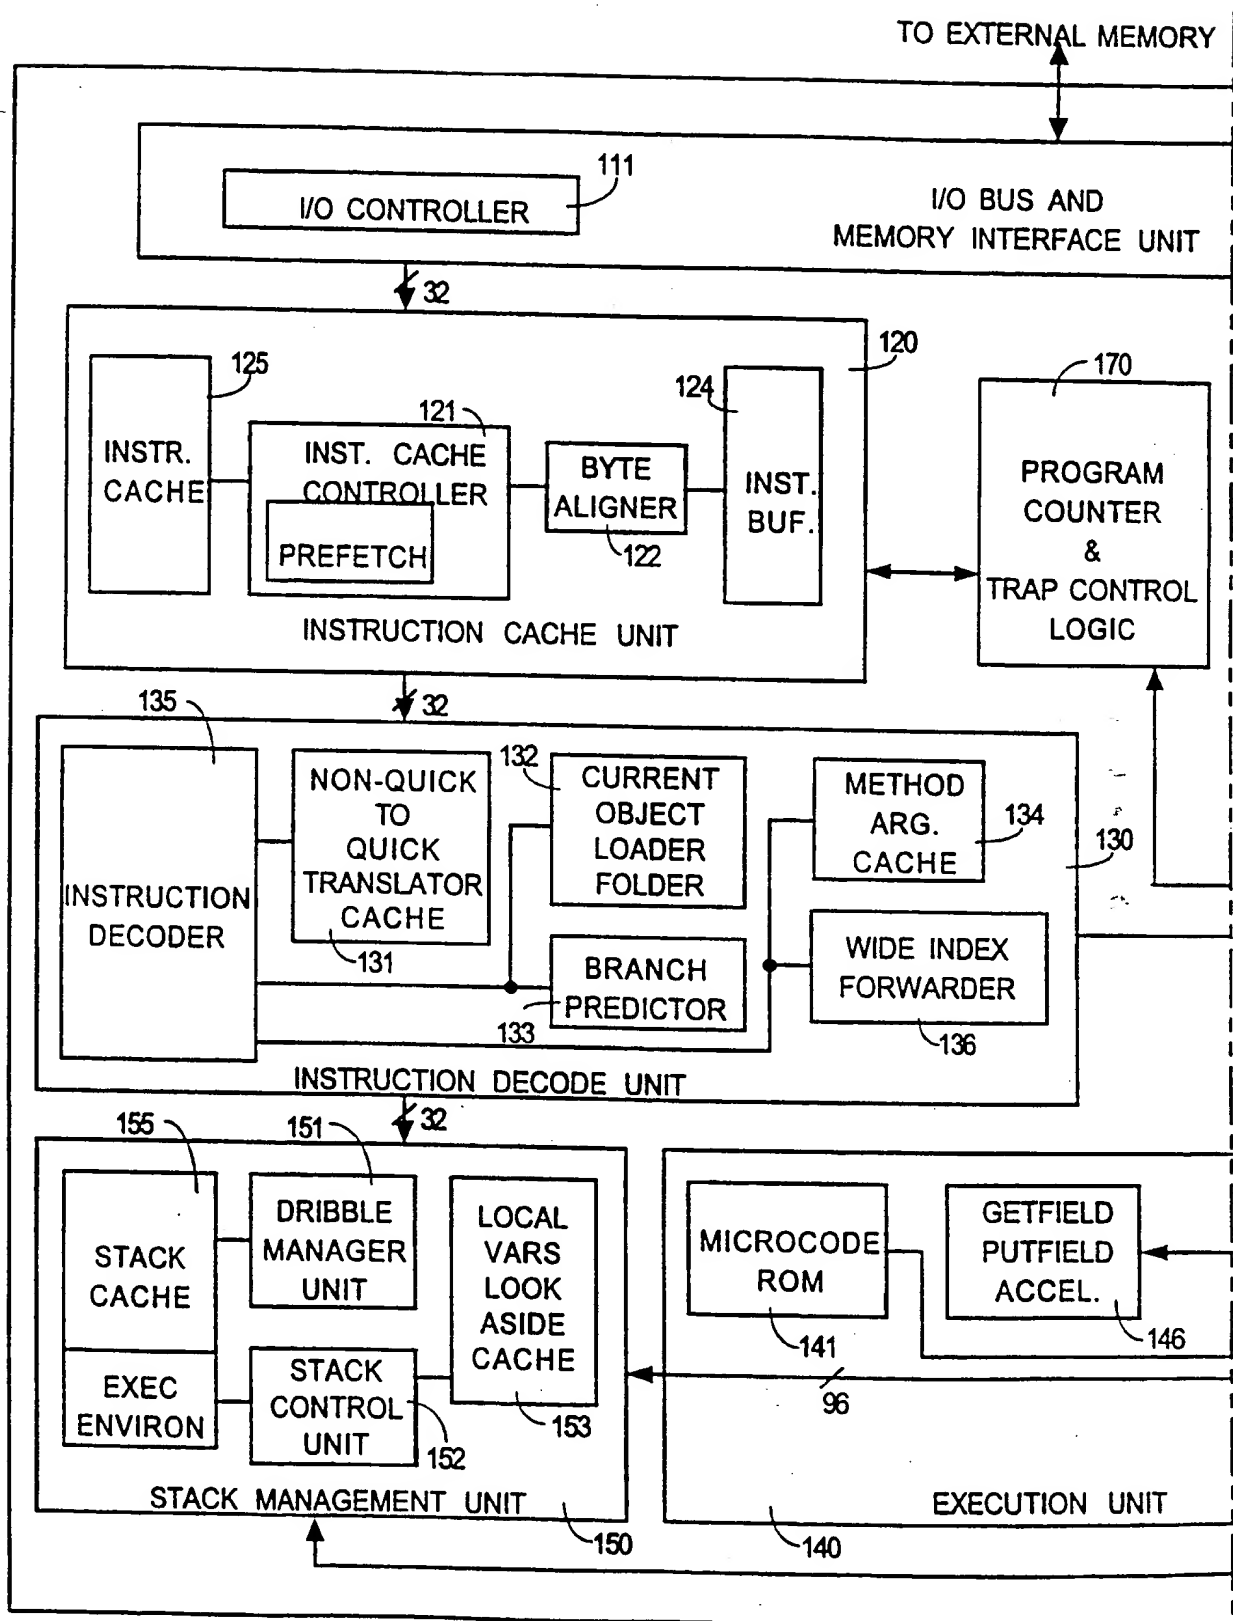 TO EXTERNAL MEMORY
111
I/O CONTROLLER
I/O BUS AND
MEMORY INTERFACE UNIT
32
120
125
124
170
121
INSTR.
CACHE
INST. CACHE
CONTROLLER
PREFETCH
BYTE
ALIGNER
122
INST.
BUF.
PROGRAM
COUNTER
&
TRAP CONTROL
LOGIC
INSTRUCTION CACHE UNIT
32
135
INSTRUCTION
DECODER
NON-QUICK
TO
QUICK
TRANSLATOR
CACHE
131
132
CURRENT
OBJECT
LOADER
FOLDER
METHOD
ARG.
CACHE
134
130
BRANCH
PREDICTOR
133
WIDE INDEX
FORWARDER
136
INSTRUCTION DECODE UNIT
32
155
151
STACK
CACHE
DRIBBLE
MANAGER
UNIT
LOCAL
VARS
LOOK
ASIDE
CACHE
153
EXEC
ENVIRON
STACK
CONTROL
UNIT
152
STACK MANAGEMENT UNIT
150
MICROCODE
ROM
141
GETFIELD
PUTFIELD
ACCEL.
146
96
EXECUTION UNIT
140